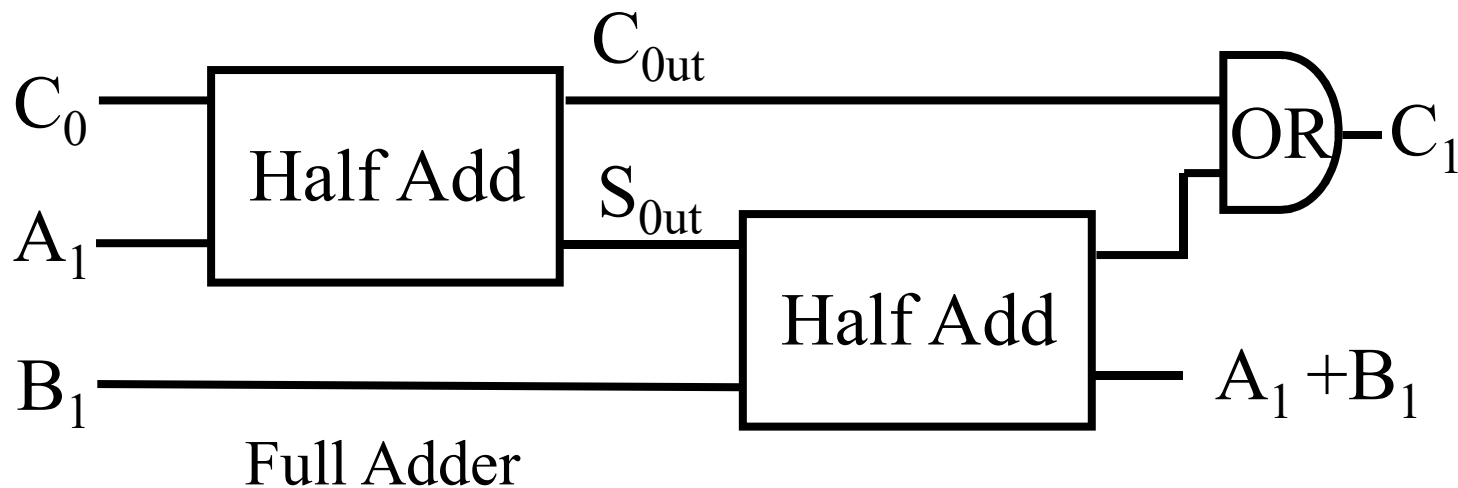 C₀ᵤₜ
C₀
Half Add
OR
C₁
S₀ᵤₜ
A₁
Half Add
B₁
A₁ +B₁
Full Adder